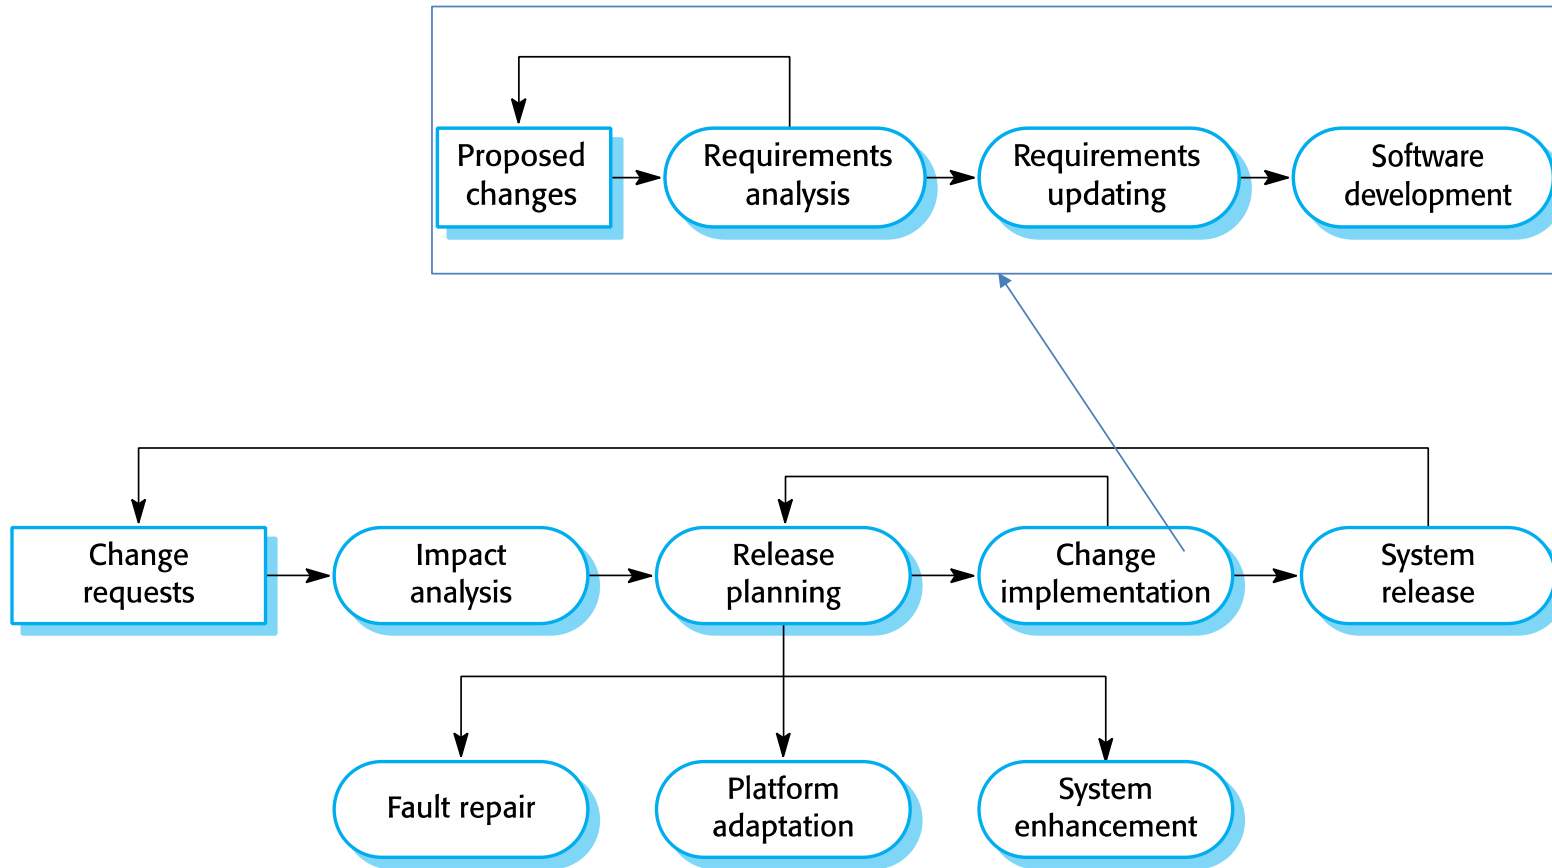 Proposed
changes
Requirements
analysis
Requirements
updating
Software
development
Change
requests
Impact
analysis
Release
planning
Change
implementation
System
release
Fault repair
Platform
adaptation
System
enhancement